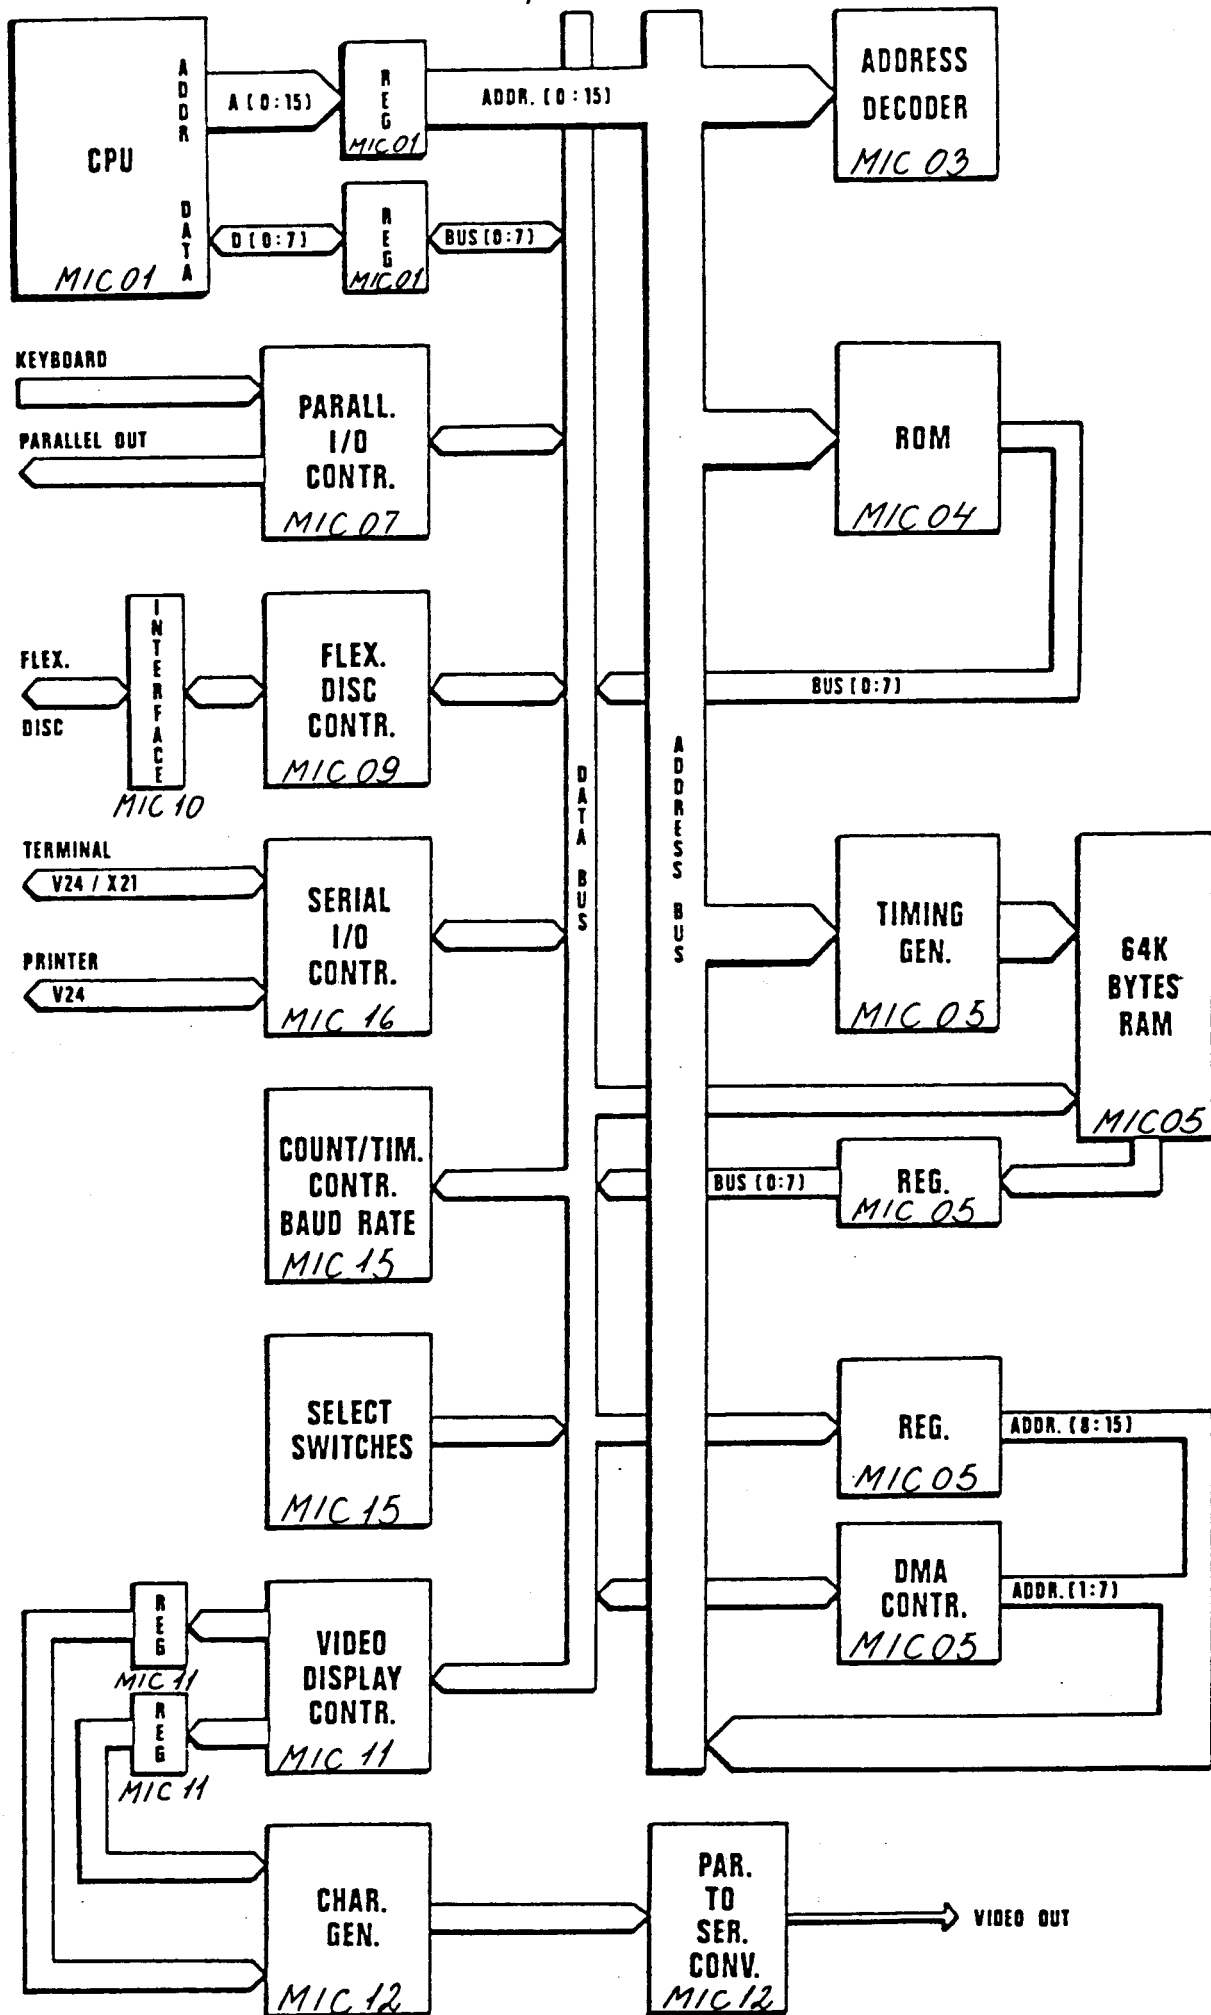 CPU
ADDR
DATA
MIC01
A(0:15)
REG
MIC01
ADDR. (0:15)
ADDRESS
DECODER
MIC 03
D(0:7)
REG
MIC01
BUS(0:7)
KEYBOARD
PARALLEL OUT
PARALL.
I/O
CONTR.
MIC 07
ROM
MIC 04
BUS(0:7)
FLEX.
DISC
INTERFACE
MIC 10
FLEX.
DISC
CONTR.
MIC 09
DATA BUS
ADDRESS BUS
TERMINAL
V24 / X21
PRINTER
V24
SERIAL
I/O
CONTR.
MIC 16
TIMING
GEN.
MIC 05
64K
BYTES
RAM
MIC05
COUNT/TIM.
CONTR.
BAUD RATE
MIC 15
BUS(0:7)
REG.
MIC 05
SELECT
SWITCHES
MIC 15
REG.
MIC 05
ADDR. (8:15)
DMA
CONTR.
MIC05
ADDR. (1:7)
REG
MIC 11
REG
MIC 11
VIDEO
DISPLAY
CONTR.
MIC 11
CHAR.
GEN.
MIC 12
PAR.
TO
SER.
CONV.
MIC 12
VIDEO OUT